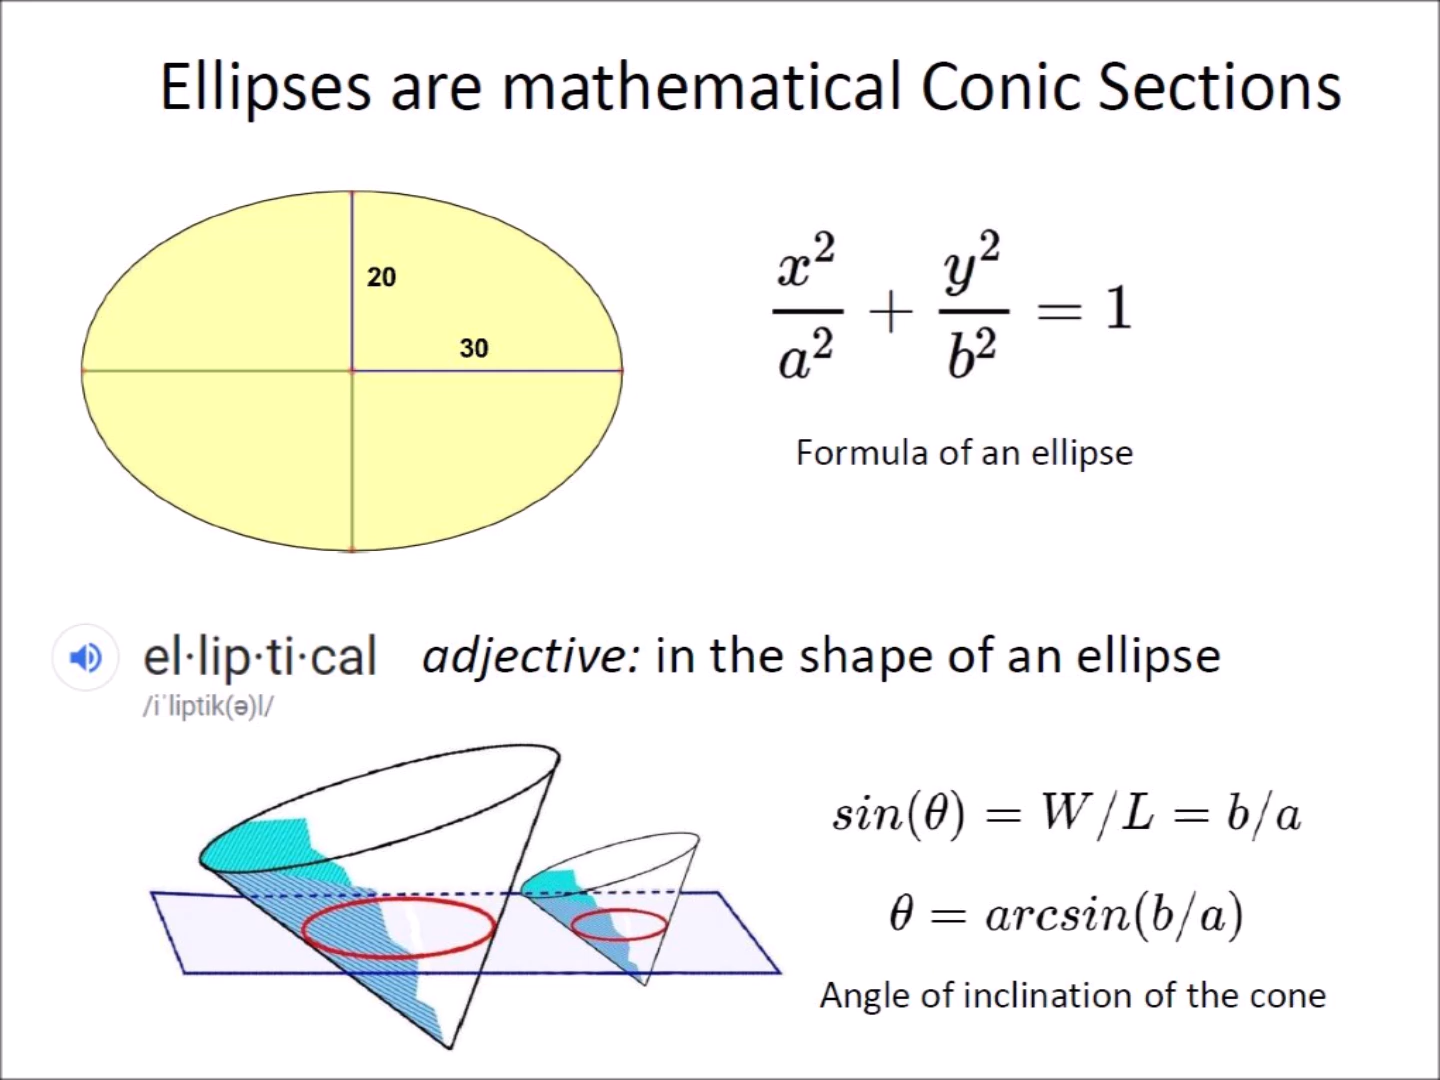 Ellipses are mathematical Conic Sections
20
30
x²/a² + y²/b² = 1
Formula of an ellipse
el·lip·ti·cal adjective: in the shape of an ellipse
/iˈliptik(ə)l/
sin(θ) = W/L = b/a
θ = arcsin(b/a)
Angle of inclination of the cone